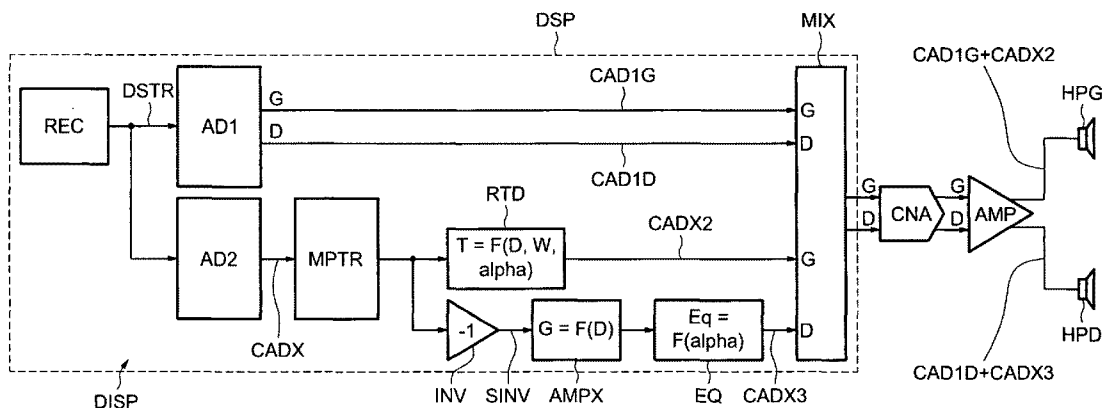 DSP
MIX
CAD1G+CADX2
HPG
REC
DSTR
AD1
G
CAD1G
G
D
CAD1D
D
AD2
CADX
MPTR
RTD
T = F(D, W,
alpha)
CADX2
G
-1
INV
SINV
G = F(D)
AMPX
Eq =
F(alpha)
EQ
D
CADX3
G
D
CNA
G
D
AMP
HPD
CAD1D+CADX3
DISP